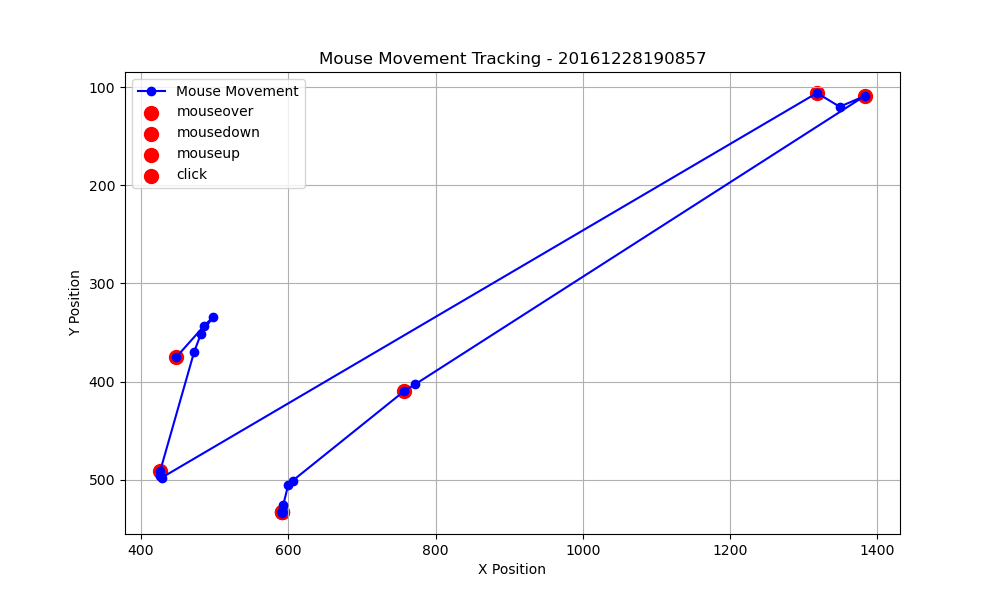 Mouse Movement Tracking - 20161228190857
Mouse Movement
mouseover
mousedown
mouseup
click
100
200
300
400
500
Y Position
400 600 800 1000 1200 1400
X Position